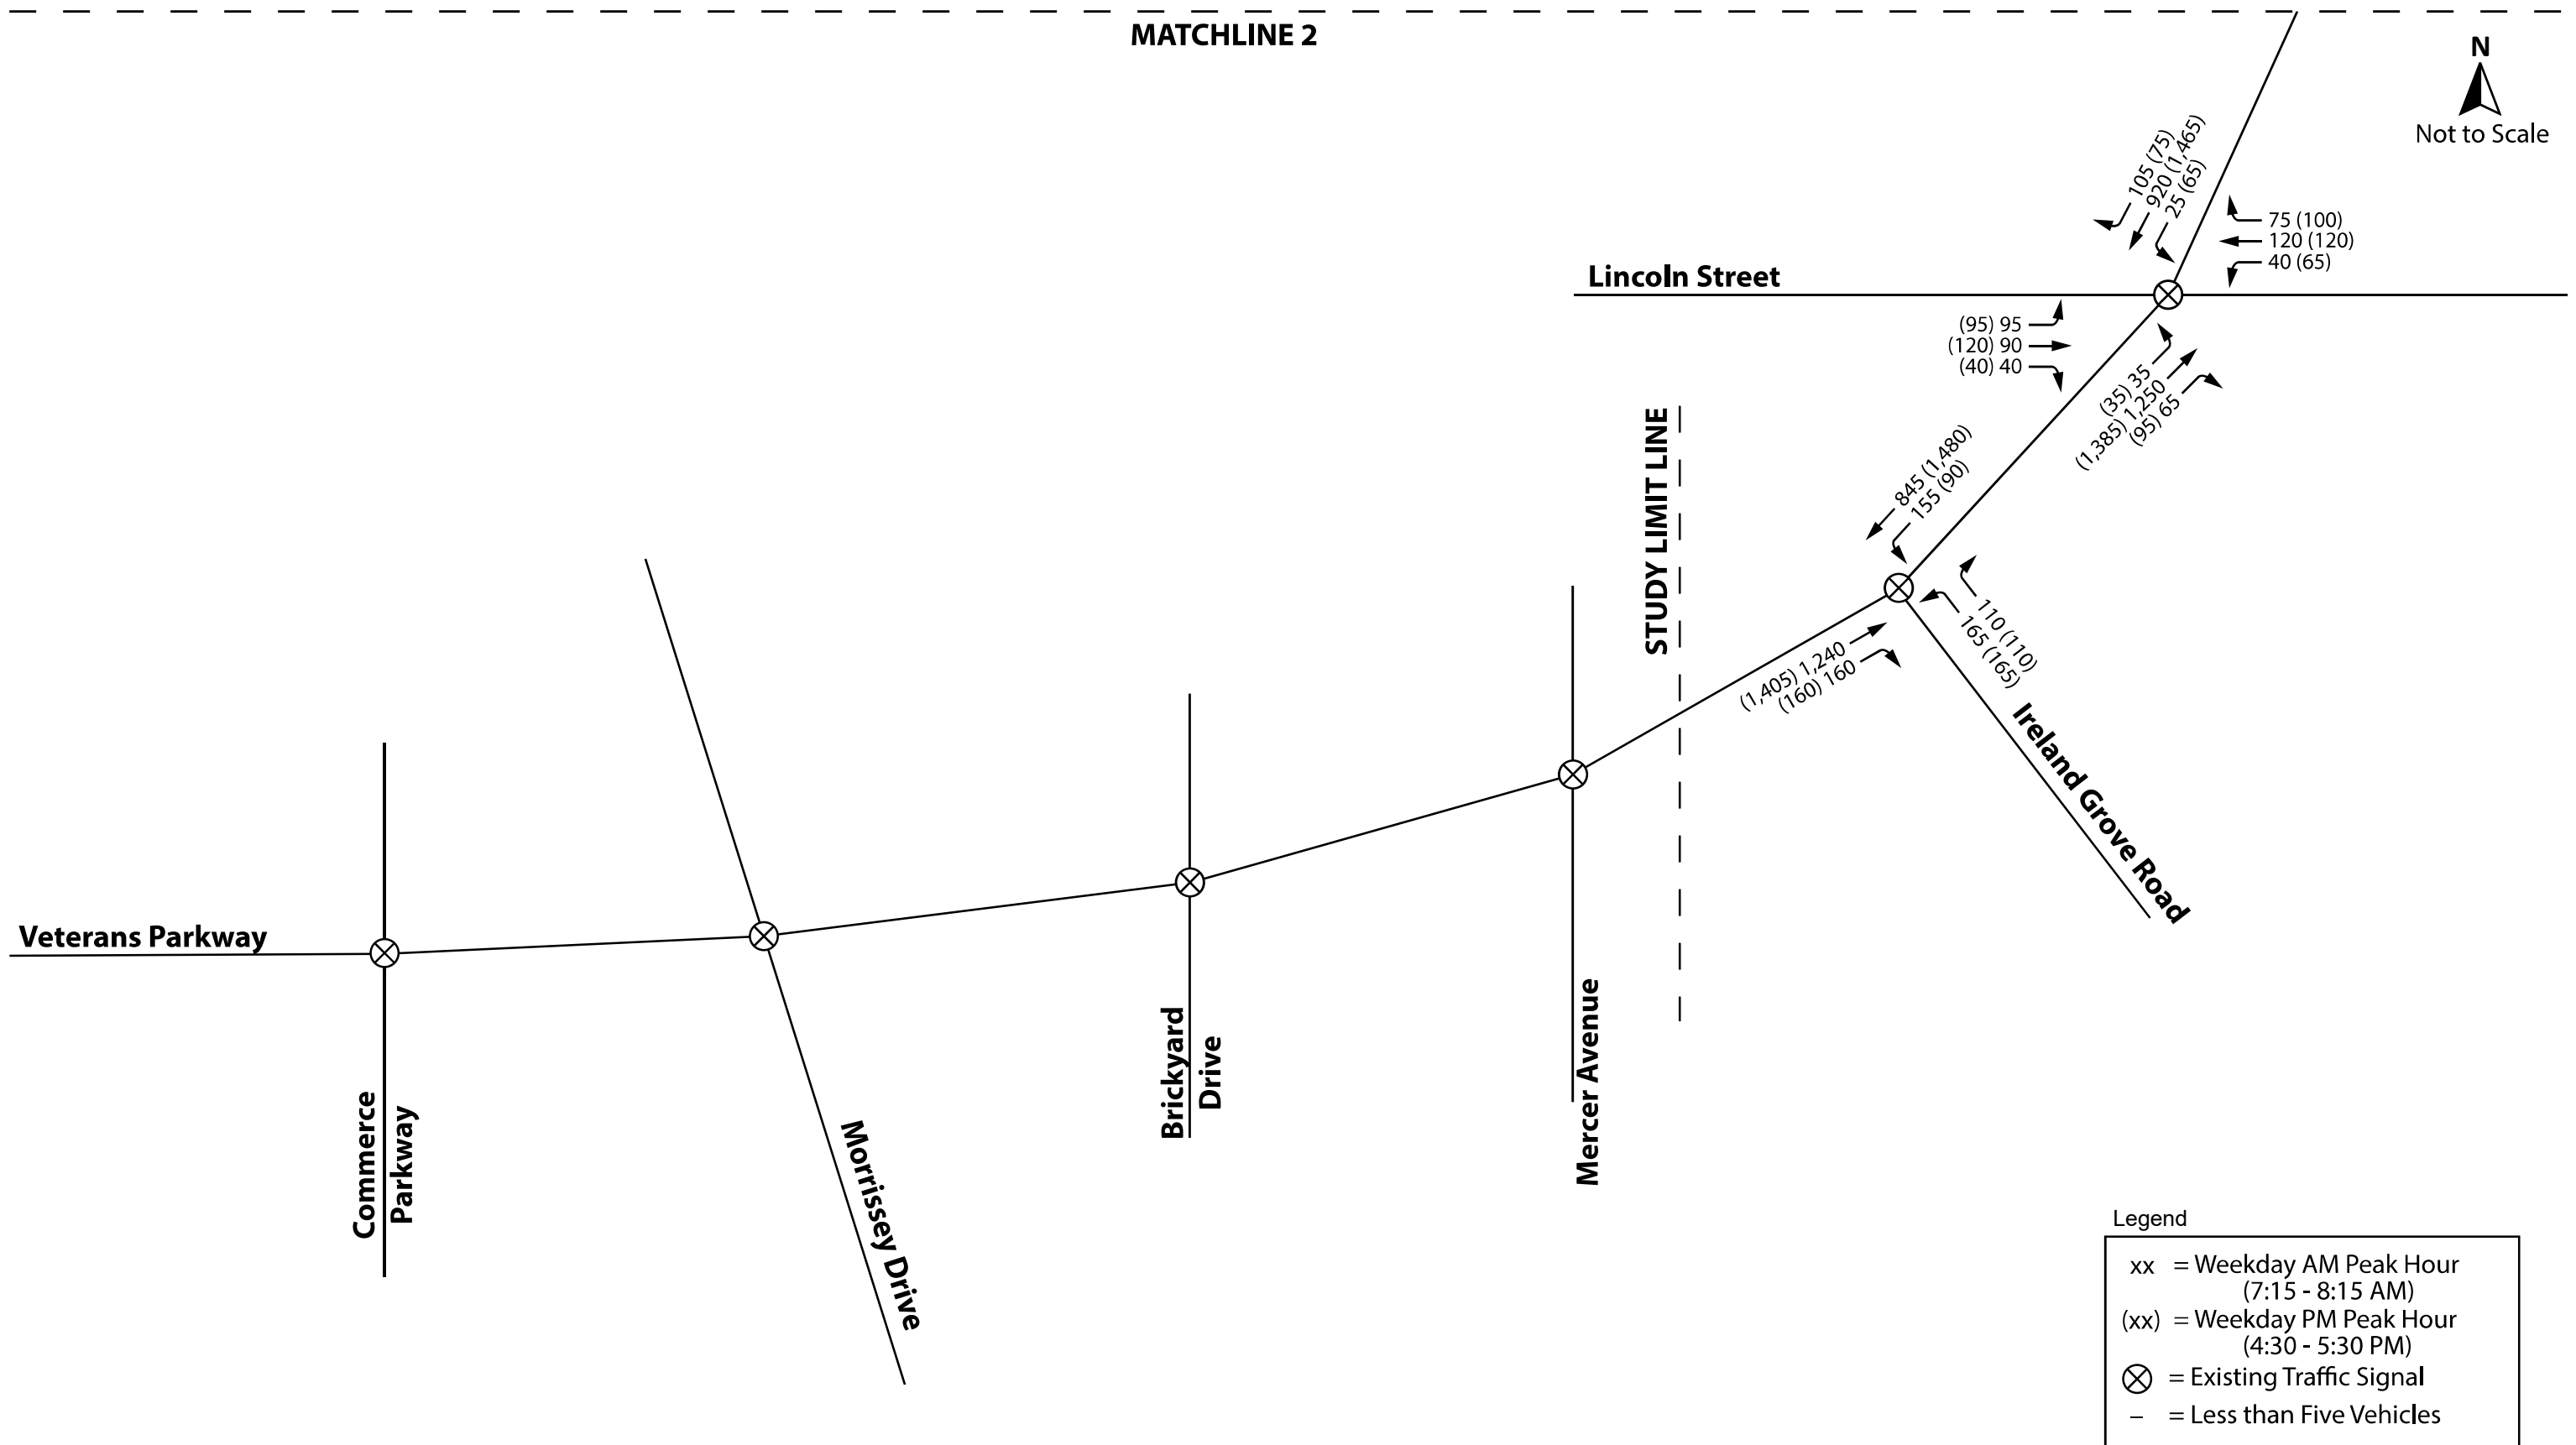 MATCHLINE 2
N
Not to Scale
105 (75)
920 (1,465)
25 (65)
75 (100)
120 (120)
40 (65)
Lincoln Street
(95) 95
(120) 90
(40) 40
(35) 35
(1,385) 1,250
(95) 65
STUDY LIMIT LINE
845 (1,480)
155 (90)
110 (110)
165 (165)
(1,405) 1,240
(160) 160
Ireland Grove Road
Veterans Parkway
Commerce
Parkway
Morrissey Drive
Brickyard
Drive
Mercer Avenue
Legend
xx = Weekday AM Peak Hour
(7:15 - 8:15 AM)
(xx) = Weekday PM Peak Hour
(4:30 - 5:30 PM)
= Existing Traffic Signal
– = Less than Five Vehicles